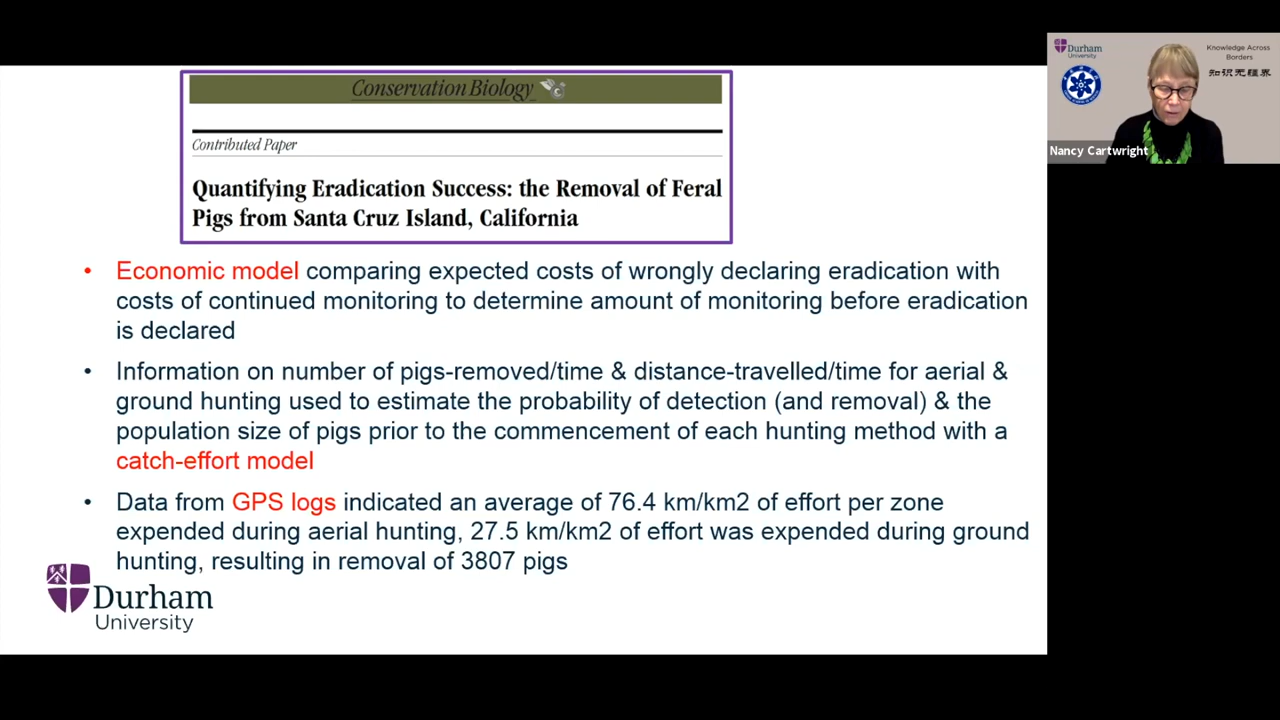 Conservation Biology
Contributed Paper
Quantifying Eradication Success: the Removal of Feral
Pigs from Santa Cruz Island, California
• Economic model comparing expected costs of wrongly declaring eradication with
costs of continued monitoring to determine amount of monitoring before eradication
is declared
• Information on number of pigs-removed/time & distance-travelled/time for aerial &
ground hunting used to estimate the probability of detection (and removal) & the
population size of pigs prior to the commencement of each hunting method with a
catch-effort model
• Data from GPS logs indicated an average of 76.4 km/km2 of effort per zone
expended during aerial hunting, 27.5 km/km2 of effort was expended during ground
hunting, resulting in removal of 3807 pigs
Durham
University
Durham
University
Knowledge Across
Borders
知识无疆界
Nancy Cartwright